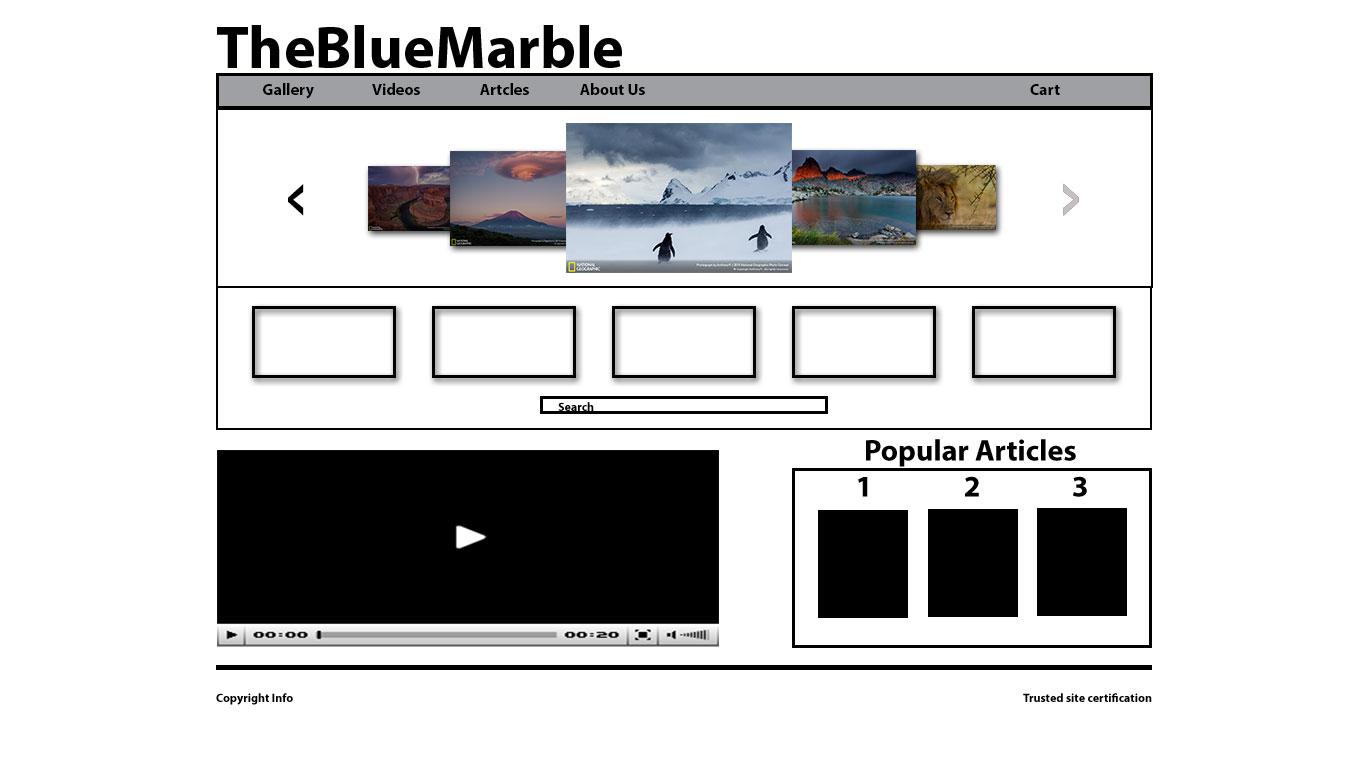 TheBlueMarble
Gallery Videos Artcles About Us Cart
NATIONAL
GEOGRAPHIC
Search
Popular Articles
1 2 3
00:00 00:20
Copyright Info Trusted site certification